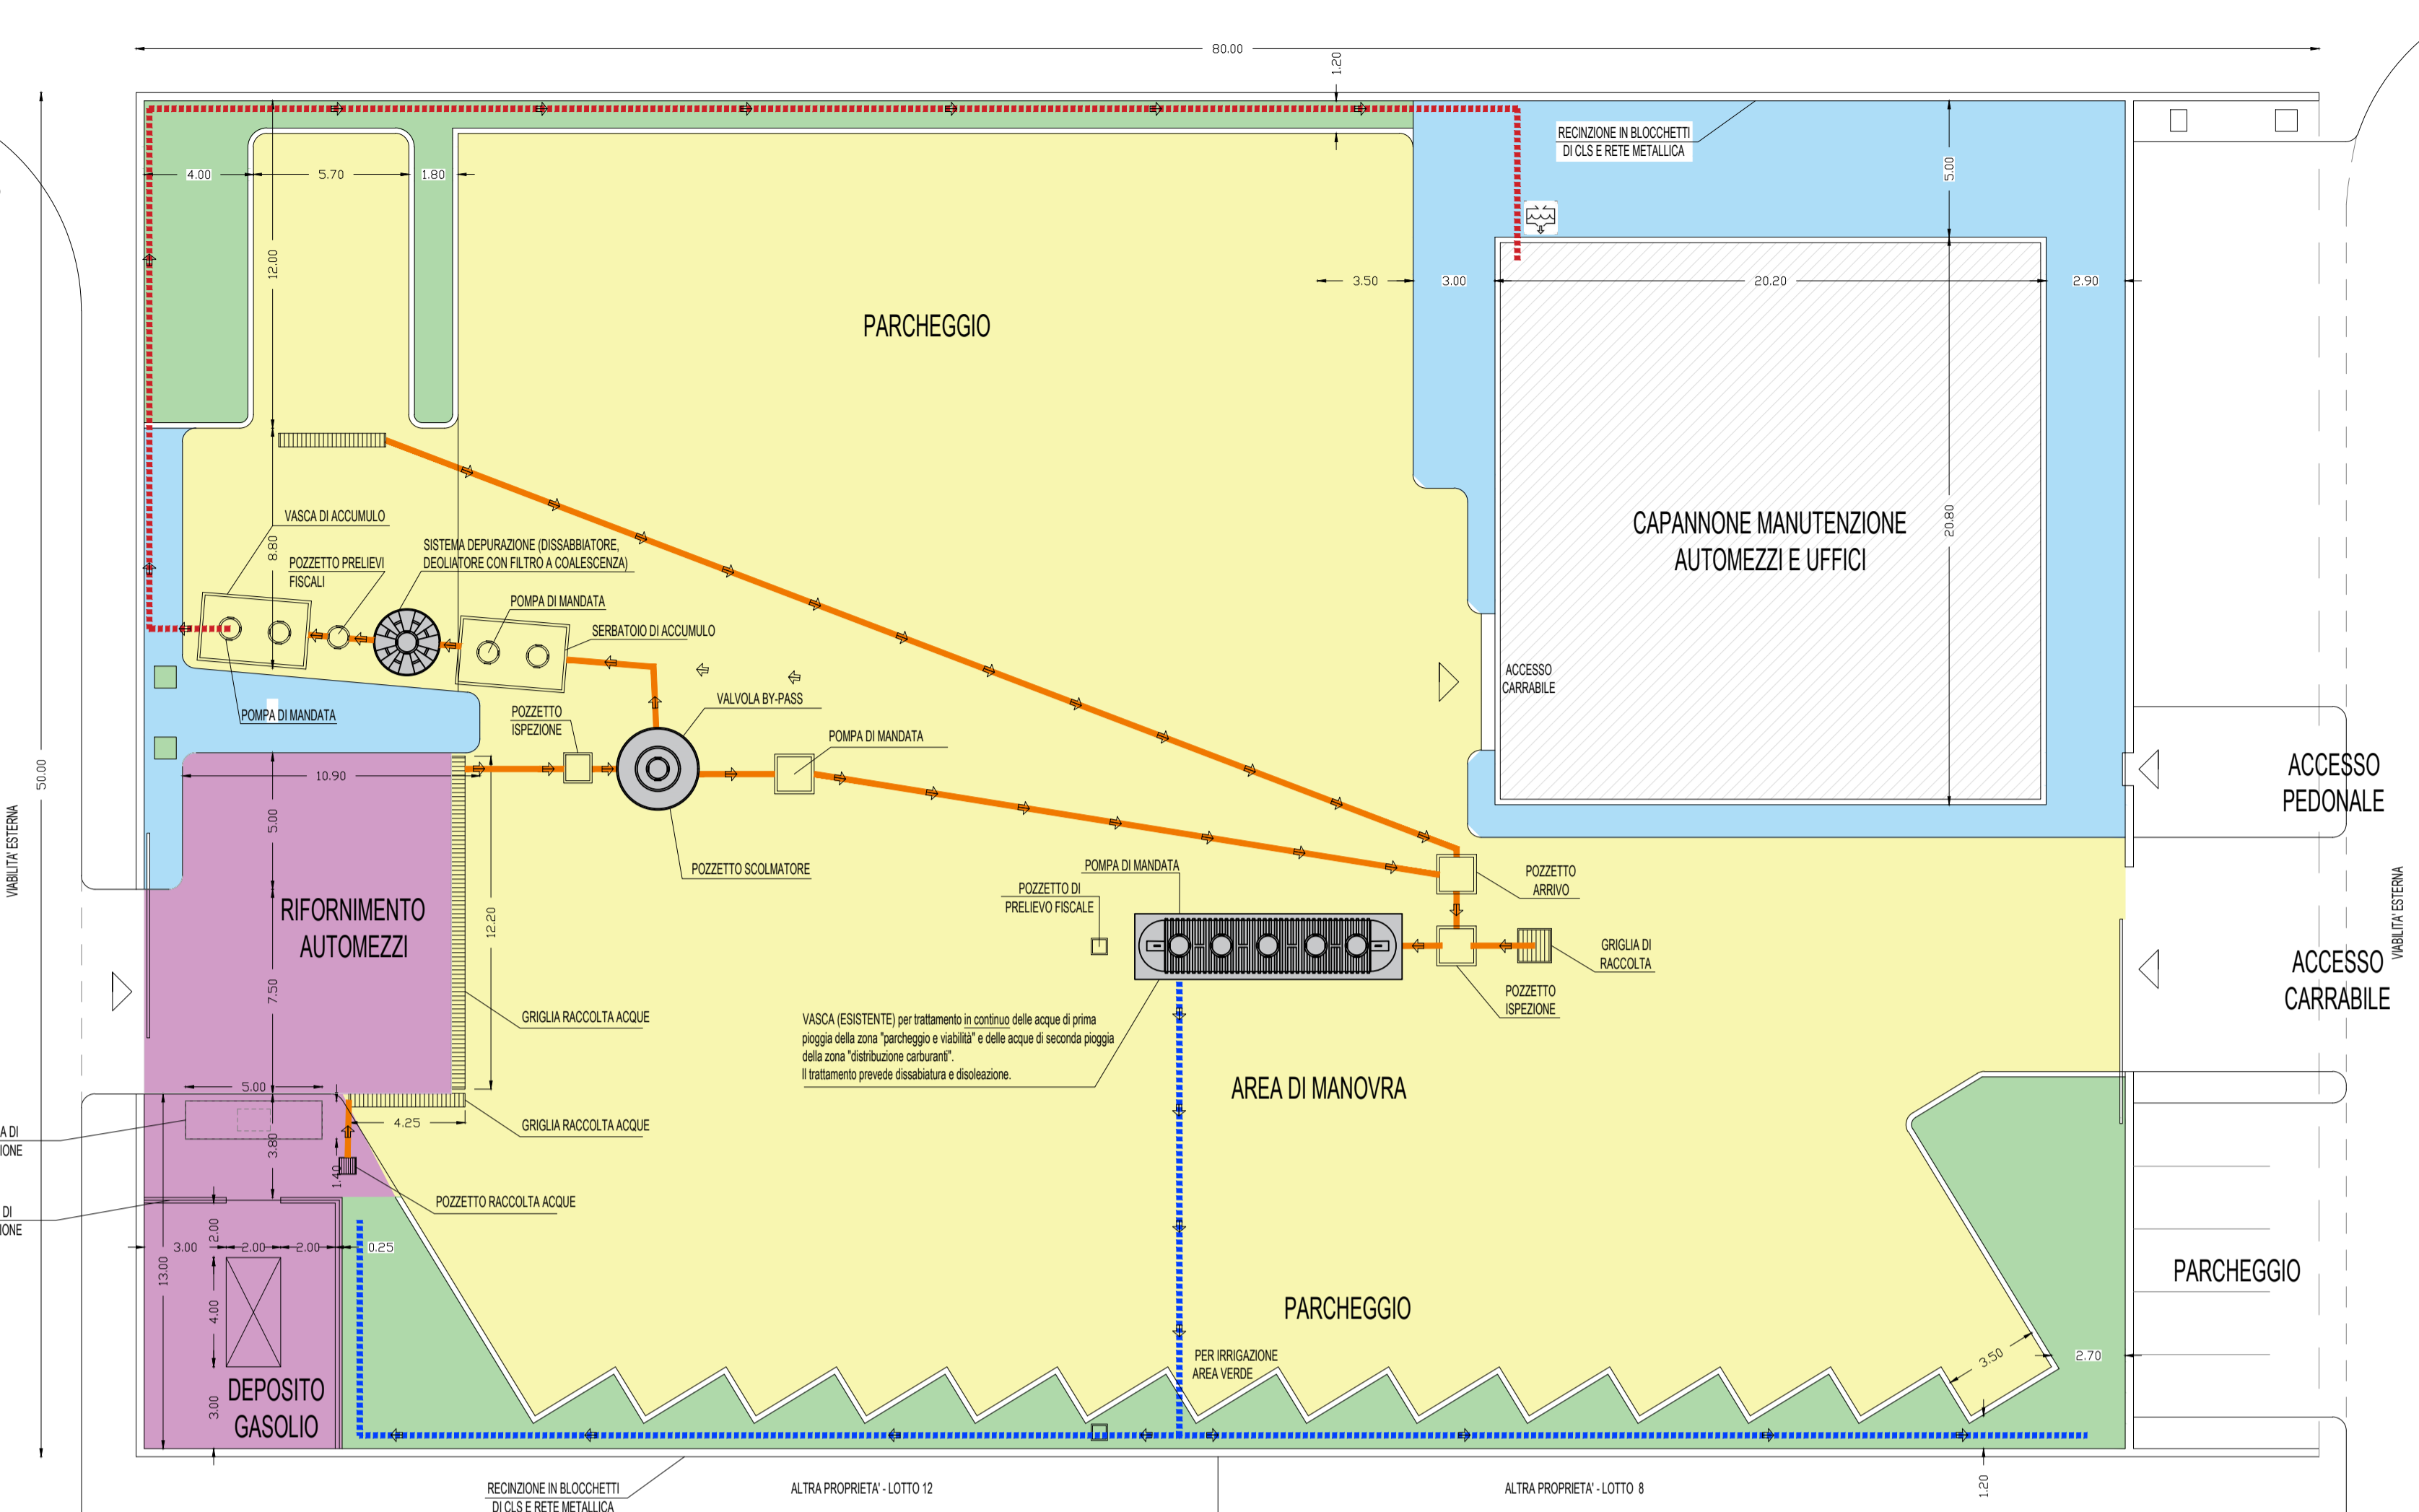 80.00
1.20
RECINZIONE IN BLOCCHETTI
DI CLS E RETE METALLICA
5.00
4.00
5.70
1.80
12.00
3.50
3.00
20.20
2.90
PARCHEGGIO
CAPANNONE MANUTENZIONE
AUTOMEZZI E UFFICI
20.80
VASCA DI ACCUMULO
8.80
SISTEMA DEPURAZIONE (DISSABBIATORE,
DEOLIATORE CON FILTRO A COALESCENZA)
POZZETTO PRELIEVI
FISCALI
POMPA DI MANDATA
SERBATOIO DI ACCUMULO
ACCESSO
CARRABILE
VALVOLA BY-PASS
POMPA DI MANDATA
POZZETTO
ISPEZIONE
POMPA DI MANDATA
50.00
10.90
ACCESSO
PEDONALE
5.00
VIABILITA' ESTERNA
POZZETTO SCOLMATORE
POMPA DI MANDATA
POZZETTO
ARRIVO
POZZETTO DI
PRELIEVO FISCALE
RIFORNIMENTO
AUTOMEZZI
12.20
VIABILITA' ESTERNA
GRIGLIA DI
RACCOLTA
ACCESSO
CARRABILE
7.50
POZZETTO
ISPEZIONE
GRIGLIA RACCOLTA ACQUE
VASCA (ESISTENTE) per trattamento in continuo delle acque di prima
pioggia della zona "parcheggio e viabilità" e delle acque di seconda pioggia
della zona "distribuzione carburanti".
Il trattamento prevede dissabiatura e disoleazione.
5.00
AREA DI MANOVRA
4.25
GRIGLIA RACCOLTA ACQUE
A DI
IONE
3.80
1.40
POZZETTO RACCOLTA ACQUE
DI
IONE
2.00
3.00
2.00
2.00
0.25
13.00
4.00
PARCHEGGIO
PARCHEGGIO
PER IRRIGAZIONE
AREA VERDE
3.50
2.70
DEPOSITO
GASOLIO
3.00
RECINZIONE IN BLOCCHETTI
DI CLS E RETE METALLICA
ALTRA PROPRIETA' - LOTTO 12
ALTRA PROPRIETA' - LOTTO 8
1.20